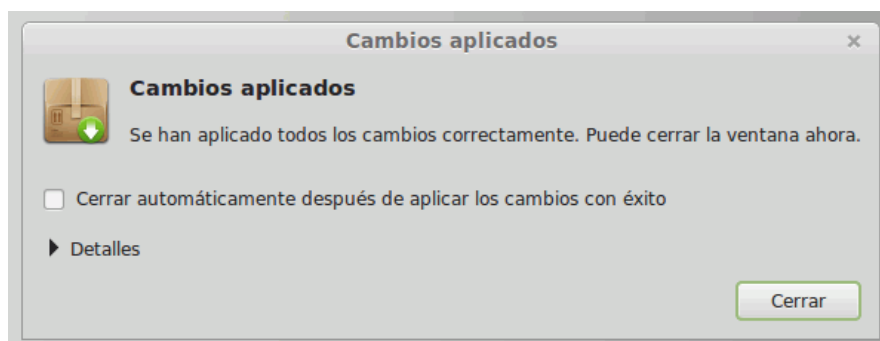 Cambios aplicados
Cambios aplicados
Se han aplicado todos los cambios correctamente. Puede cerrar la ventana ahora.
Cerrar automáticamente después de aplicar los cambios con éxito
Detalles
Cerrar